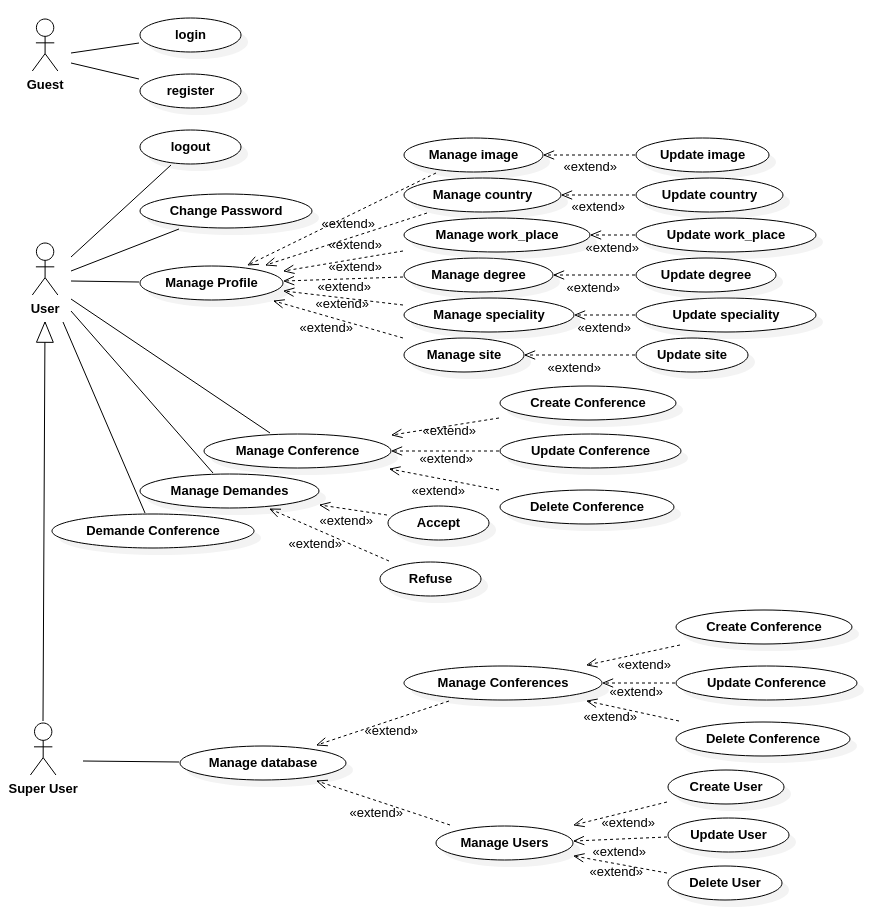 login
Guest
register
logout
Manage image
Update image
«extend»
Manage country
Update country
Change Password
«extend»
«extend»
Manage work_place
Update work_place
«extend»
«extend»
«extend»
Manage degree
Update degree
Manage Profile
«extend»
«extend»
«extend»
User
Manage speciality
Update speciality
«extend»
«extend»
Manage site
Update site
«extend»
Create Conference
«extend»
Manage Conference
Update Conference
«extend»
Manage Demandes
«extend»
Delete Conference
Accept
«extend»
Demande Conference
«extend»
Refuse
Create Conference
«extend»
Manage Conferences
Update Conference
«extend»
«extend»
«extend»
Delete Conference
Manage database
Super User
Create User
«extend»
«extend»
Update User
Manage Users
«extend»
«extend»
Delete User